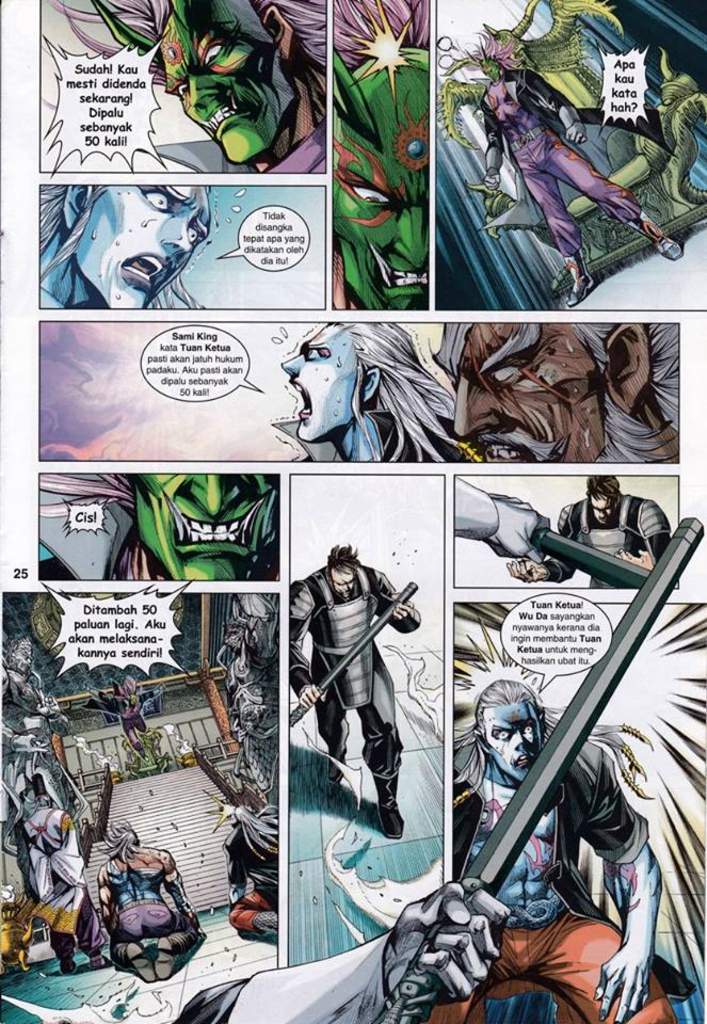 Sudah! Kau
mesti didenda
sekarang!
Dipalu
sebanyak
50 kali!
Apa
kau
kata
hah?
Tidak
disangka
tepat apa yang
dikatakan oleh
dia itu!
Sami King
kata Tuan Ketua
pasti akan jatuh hukum
padaku. Aku pasti akan
dipalu sebanyak
50 kali!
Cis!
25
Ditambah 50
paluan lagi. Aku
akan melaksana-
kannya sendiri!
Tuan Ketua!
Wu Da sayangkan
nyawanya kerana dia
ingin membantu Tuan
Ketua untuk meng-
hasilkan ubat itu.